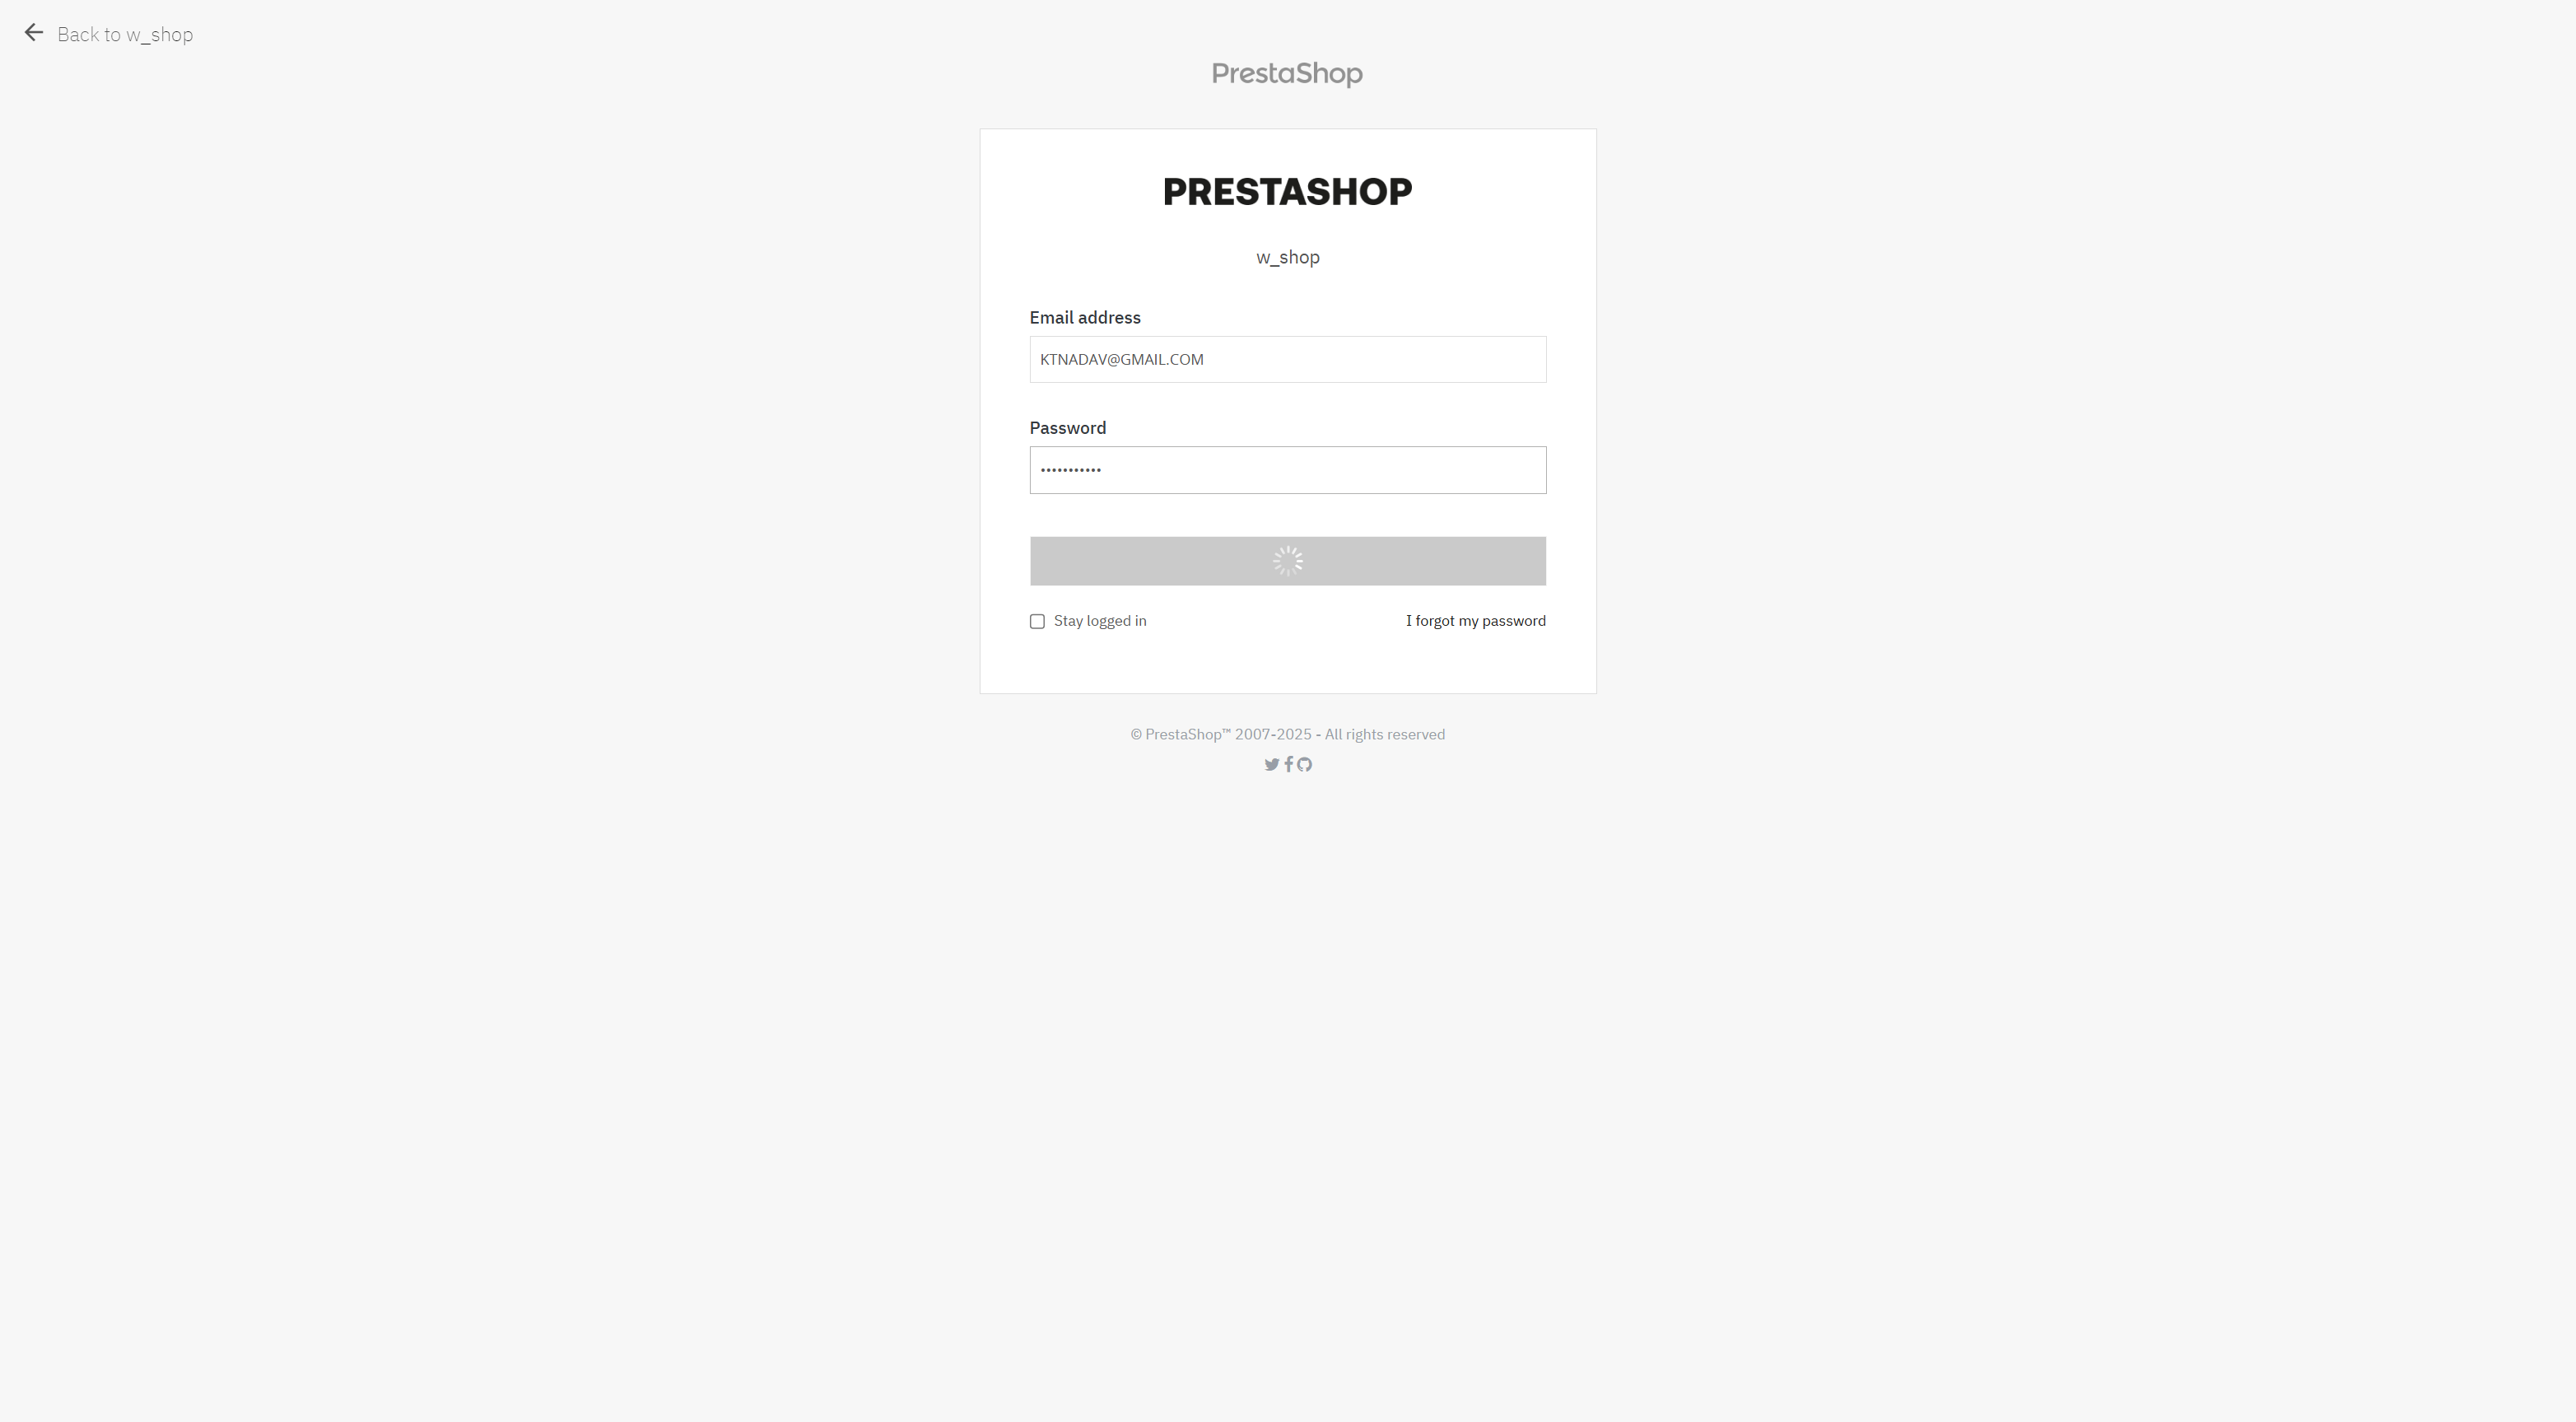 Back to w_shop
PrestaShop
PRESTASHOP
w_shop
Email address
KTNADAV@GMAIL.COM
Password
•••••••••••
Stay logged in
I forgot my password
© PrestaShop™ 2007-2025 - All rights reserved